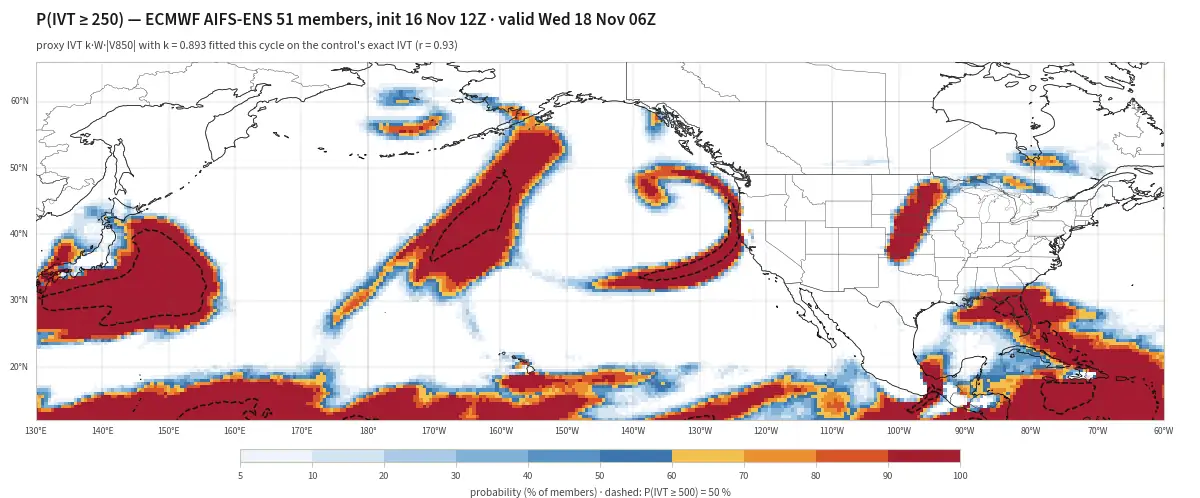 P(IVT ≥ 250) — ECMWF AIFS-ENS 51 members, init 16 Nov 12Z · valid Wed 18 Nov 06Z
proxy IVT k·W·|V850| with k = 0.893 fitted this cycle on the control's exact IVT (r = 0.93)
60°N
50°N
40°N
30°N
20°N
130°E 140°E 150°E 160°E 170°E 180° 170°W 160°W 150°W 140°W 130°W 120°W 110°W 100°W 90°W 80°W 70°W 60°W
5 10 20 30 40 50 60 70 80 90 100
probability (% of members) · dashed: P(IVT ≥ 500) = 50 %